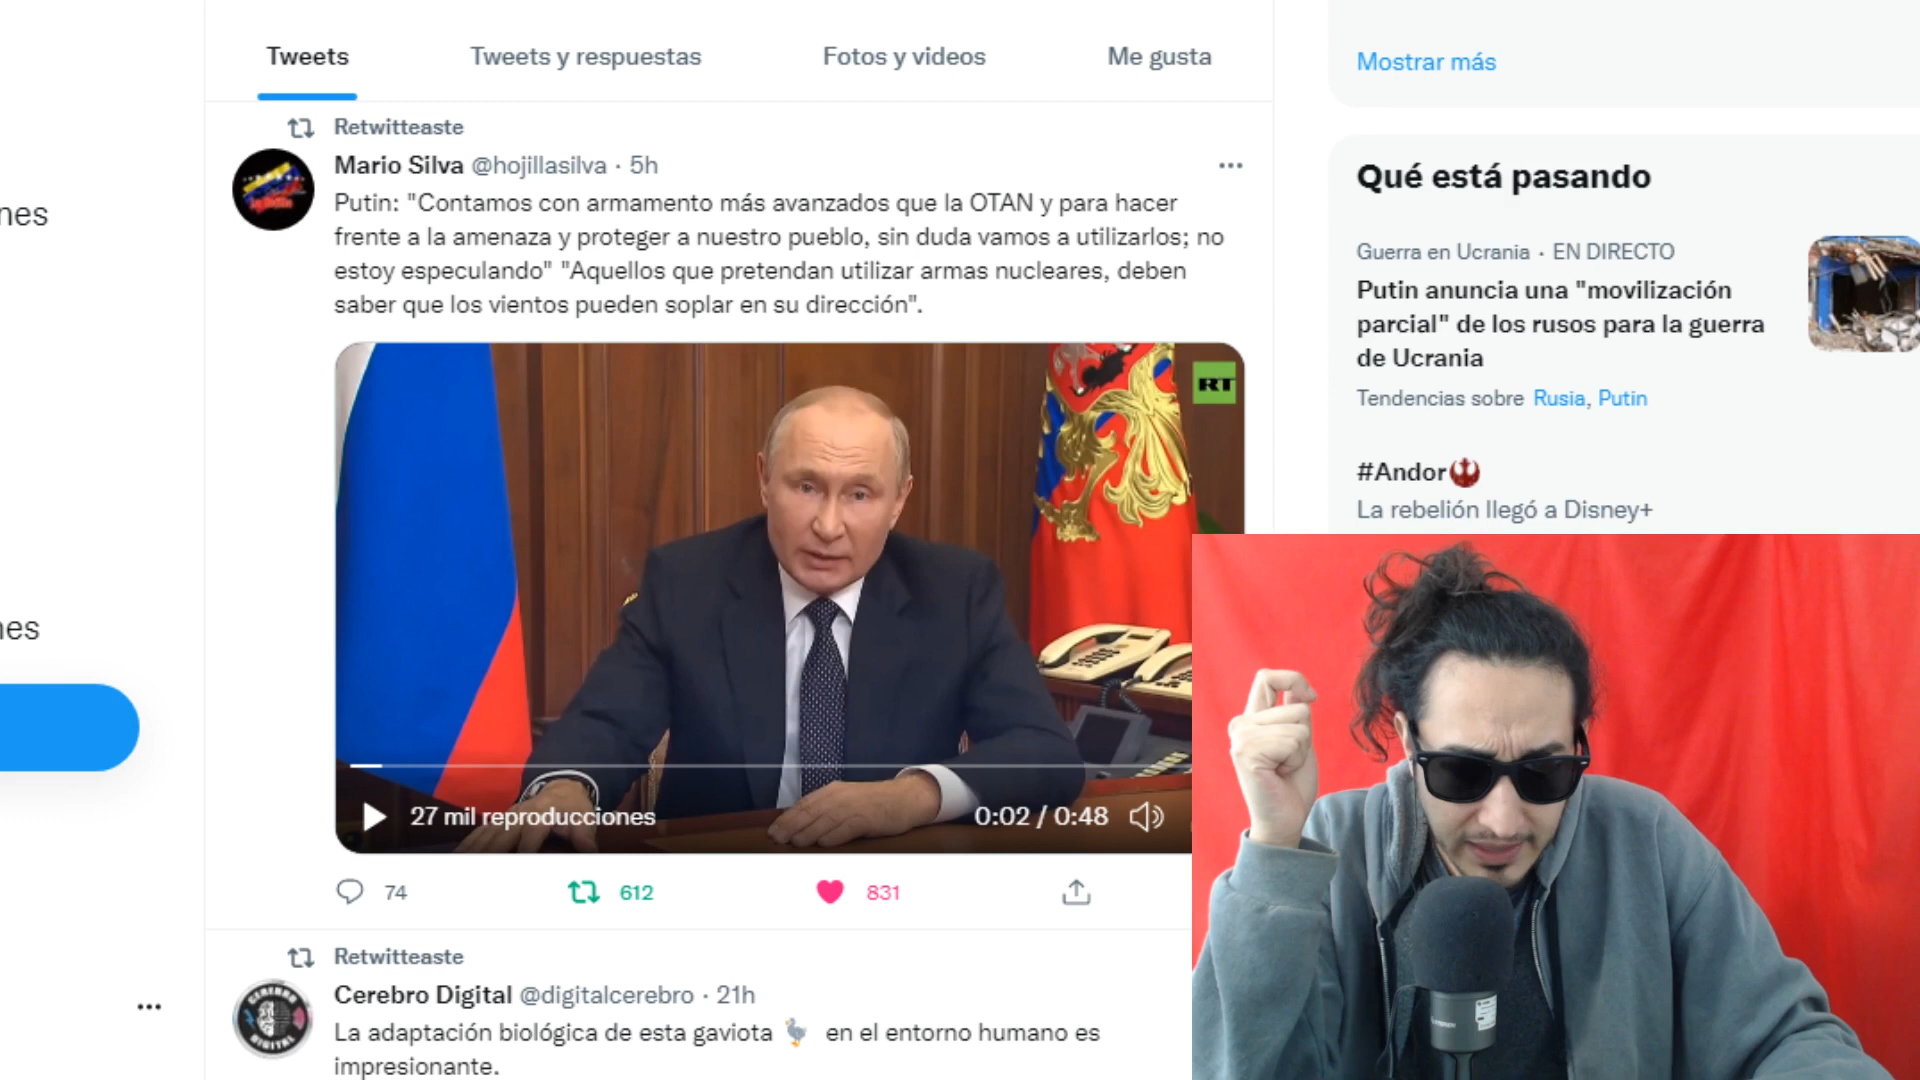 Tweets
Tweets y respuestas
Fotos y videos
Me gusta
Mostrar más
nes
Retwitteaste
Mario Silva @hojillasilva · 5h
Putin: "Contamos con armamento más avanzados que la OTAN y para hacer
frente a la amenaza y proteger a nuestro pueblo, sin duda vamos a utilizarlos; no
estoy especulando" "Aquellos que pretendan utilizar armas nucleares, deben
saber que los vientos pueden soplar en su dirección".
RT
27 mil reproducciones
0:02 / 0:48
74
612
831
Retwitteaste
Cerebro Digital @digitalcerebro · 21h
La adaptación biológica de esta gaviota en el entorno humano es
impresionante.
Qué está pasando
Guerra en Ucrania · EN DIRECTO
Putin anuncia una "movilización
parcial" de los rusos para la guerra
de Ucrania
Tendencias sobre Rusia, Putin
#Andor
La rebelión llegó a Disney+
nes
CEREBRO
DIGITAL